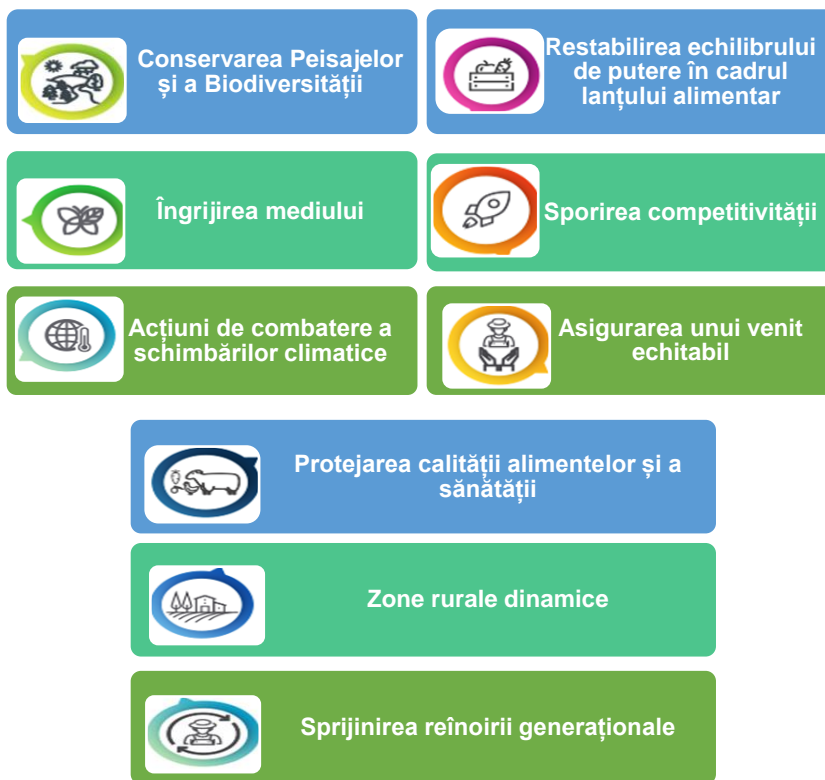 Conservarea Peisajelor
și a Biodiversității
Restabilirea echilibrului
de putere în cadrul
lanțului alimentar
Îngrijirea mediului
Sporirea competitivității
Acțiuni de combatere a
schimbărilor climatice
Asigurarea unui venit
echitabil
Protejarea calității alimentelor și a
sănătății
Zone rurale dinamice
Sprijinirea reînoirii generaționale